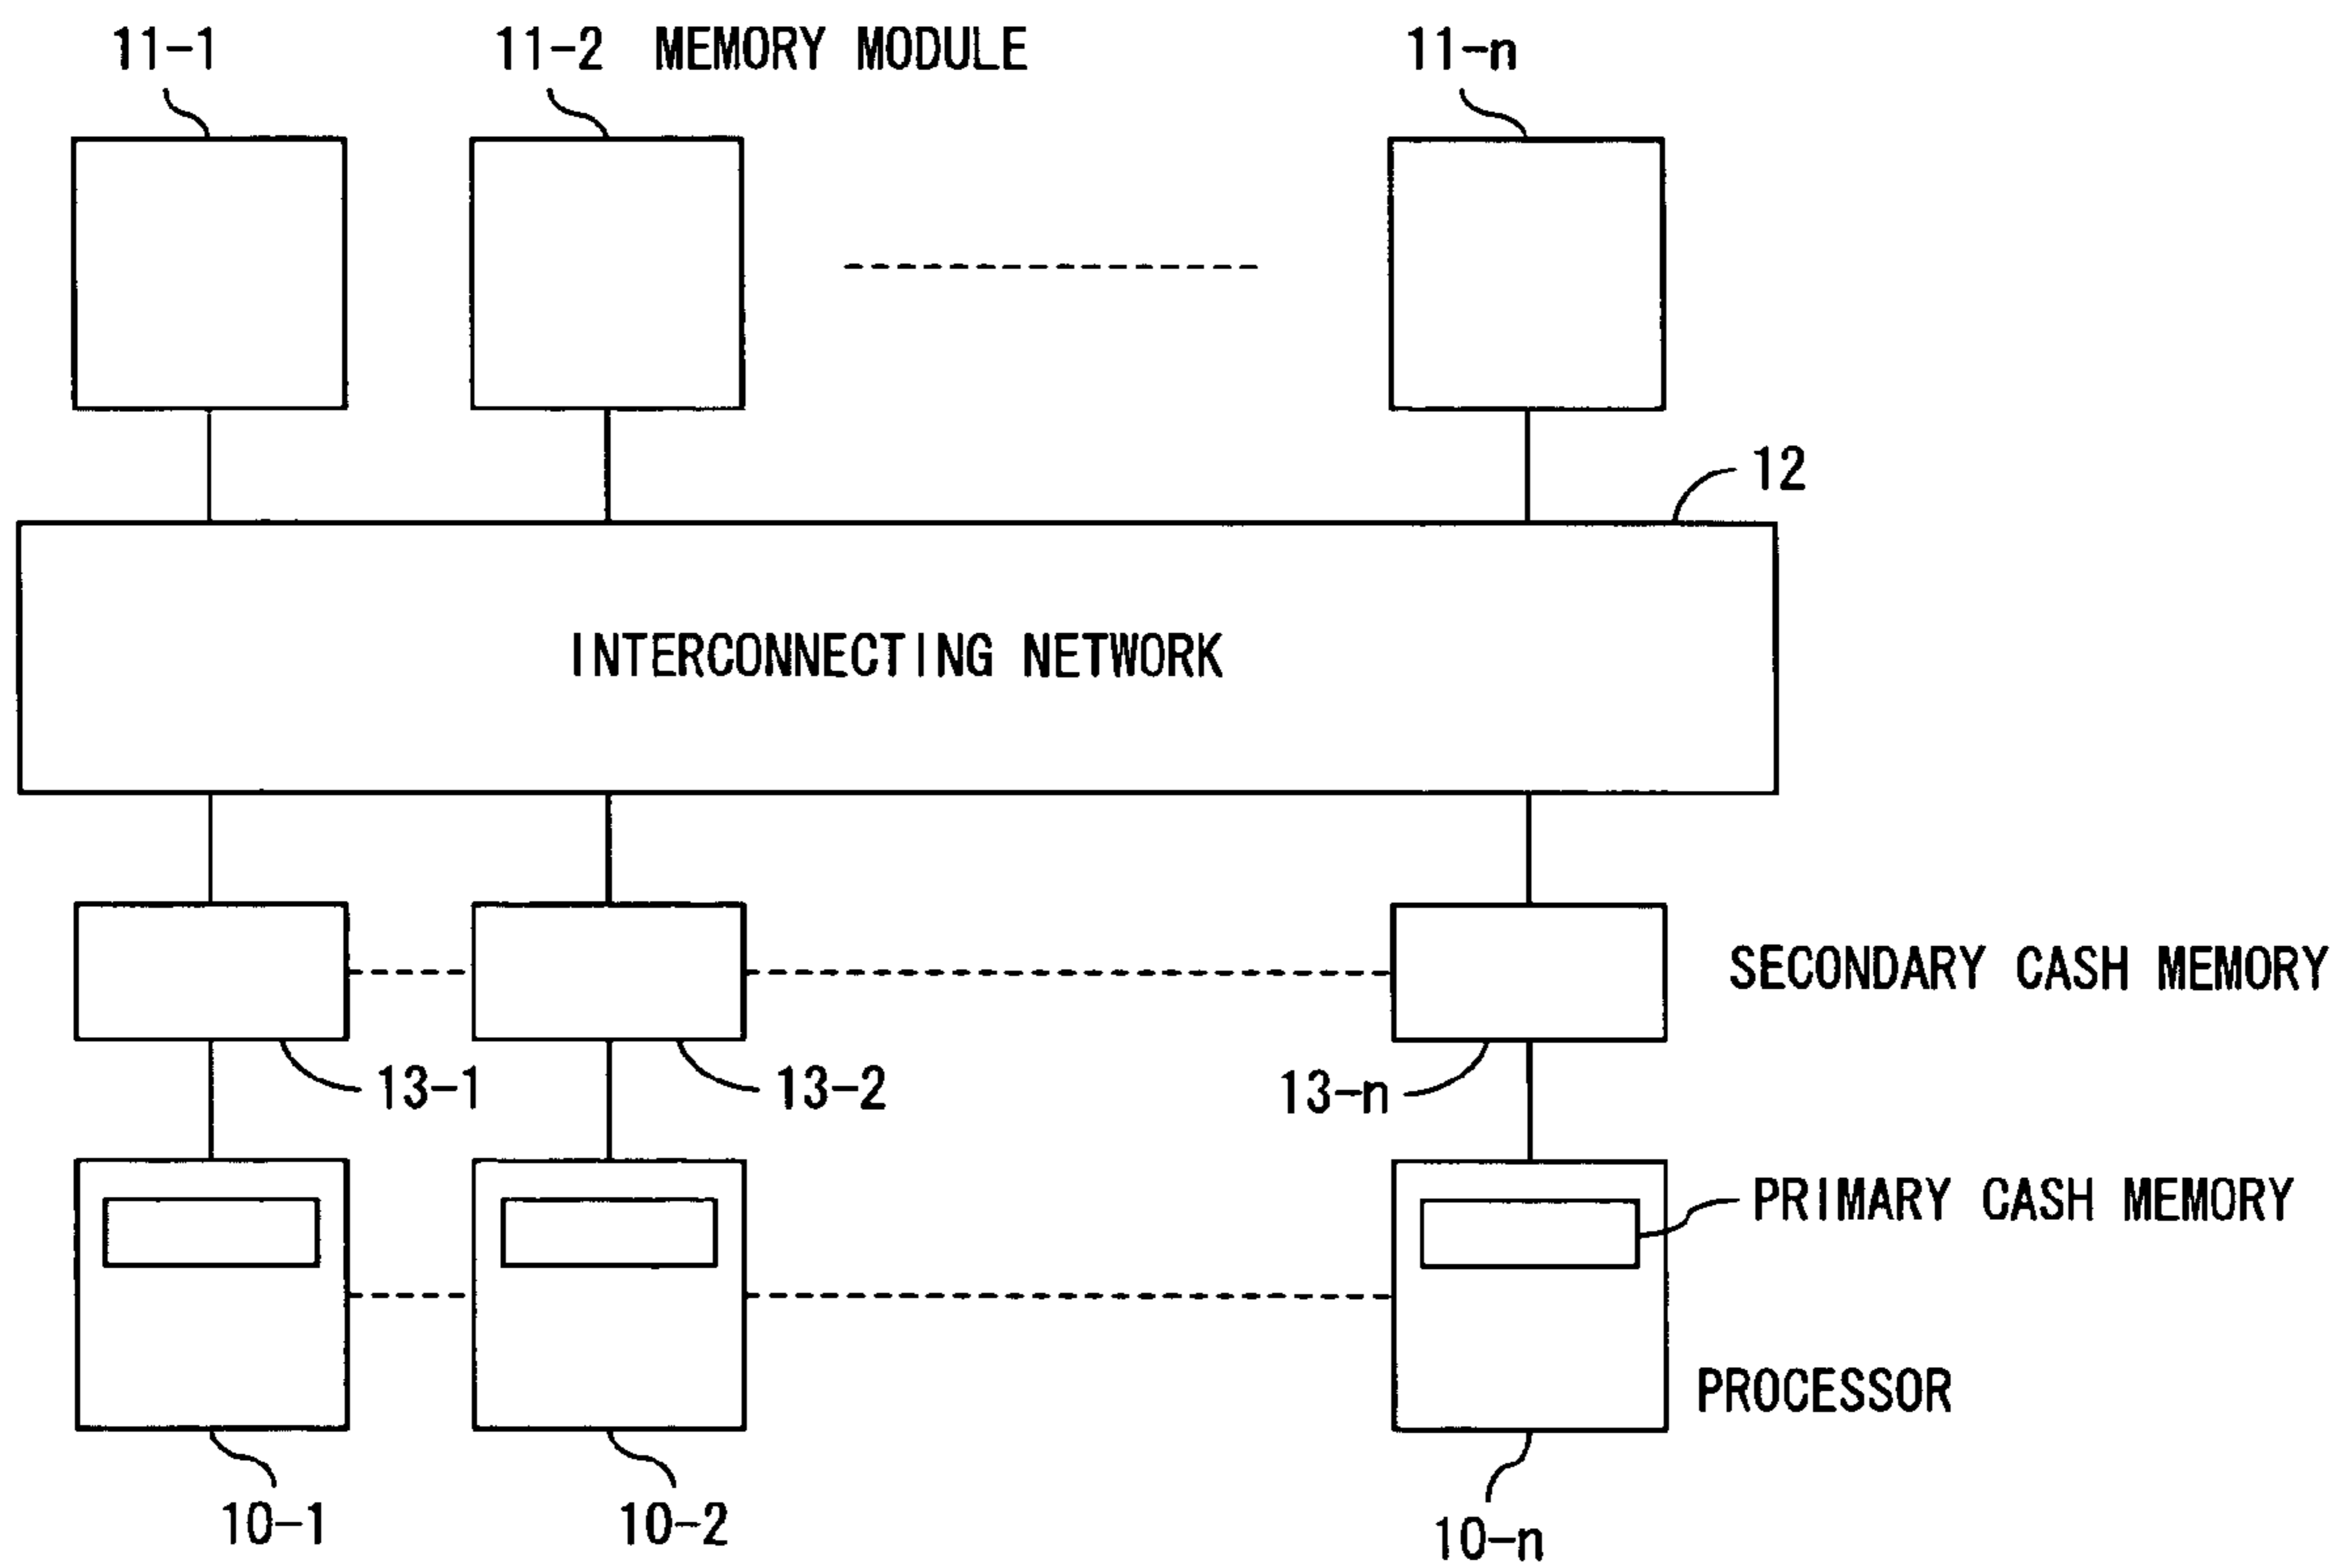 11-1
11-2 MEMORY MODULE
11-n
12
INTERCONNECTING NETWORK
SECONDARY CASH MEMORY
13-1
13-2
13-n
PRIMARY CASH MEMORY
PROCESSOR
10-1
10-2
10-n